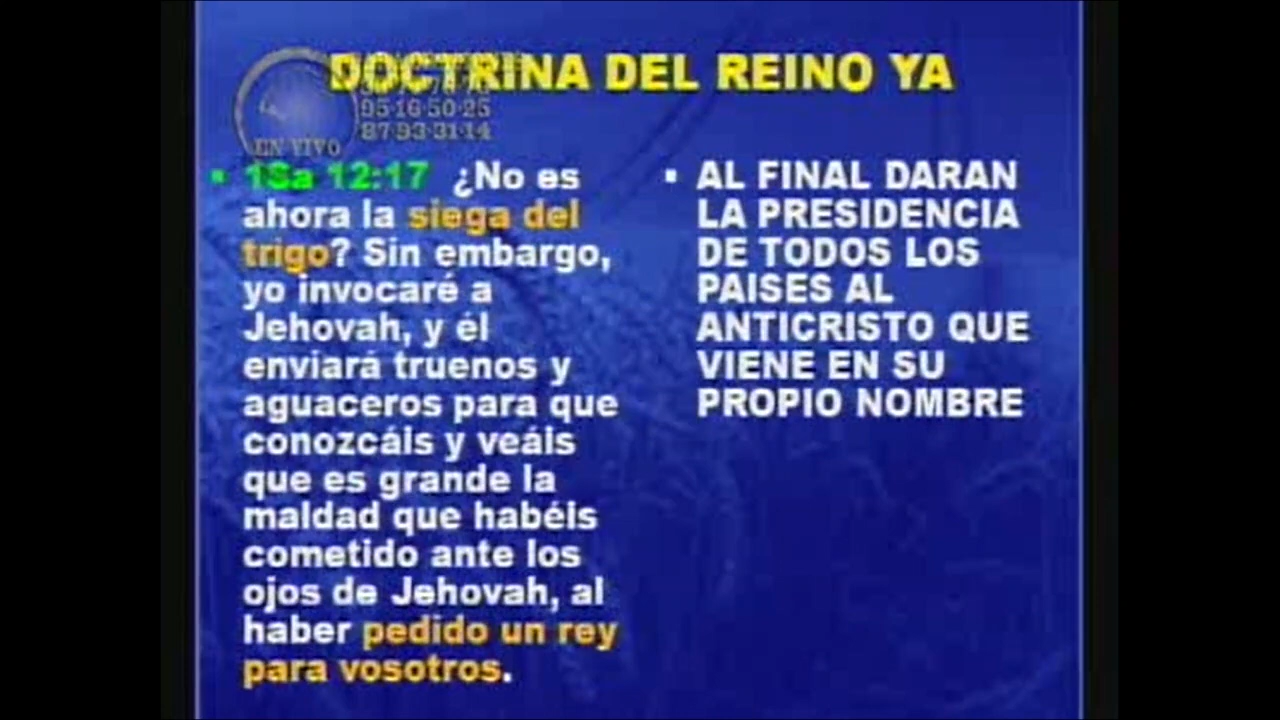 DOCTRINA DEL REINO YA
95-16-50-25
87-93-31-14
EN VIVO
▪ 1Sa 12:17 ¿No es
ahora la siega del
trigo? Sin embargo,
yo invocaré a
Jehovah, y él
enviará truenos y
aguaceros para que
conozcáis y veáis
que es grande la
maldad que habéis
cometido ante los
ojos de Jehovah, al
haber pedido un rey
para vosotros.
▪ AL FINAL DARAN
LA PRESIDENCIA
DE TODOS LOS
PAISES AL
ANTICRISTO QUE
VIENE EN SU
PROPIO NOMBRE